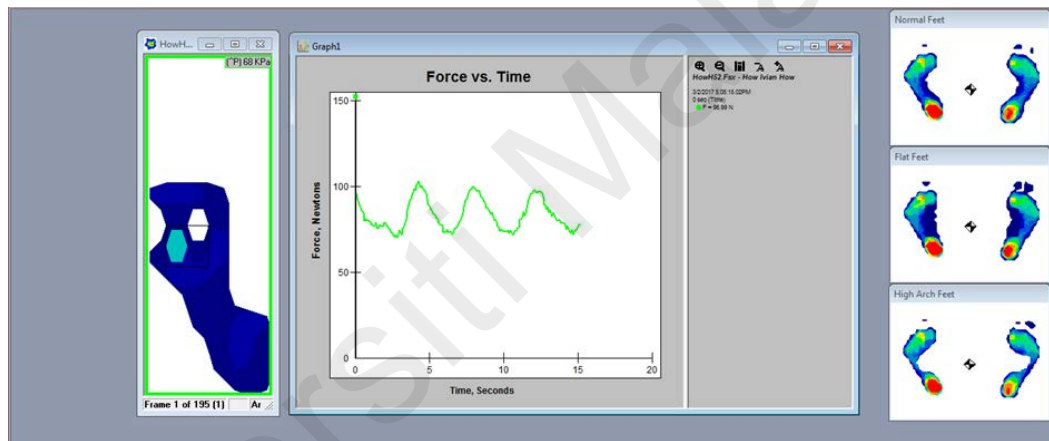 HowH...
(^P) 68 KPa
Frame 1 of 195 (1) Ar
Graph1
Force vs. Time
Force, Newtons
150
100
50
0
0 5 10 15 20
Time, Seconds
HowHS2.Fsx - How Ivian How
0 sec (Time)
Normal Feet
Flat Feet
High Arch Feet